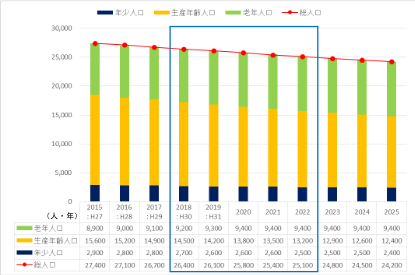 年少人口 生産年齢人口 老年人口 総人口
30,000
25,000
20,000
15,000
10,000
5,000
0
(人・年) 2015:H27 2016:H28 2017:H29 2018:H30 2019:H31 2020 2021 2022 2023 2024 2025
老年人口 8,900 9,000 9,100 9,200 9,300 9,400 9,400 9,400 9,400 9,400 9,400
生産年齢人口 15,600 15,200 14,900 14,500 14,200 13,800 13,500 13,200 12,900 12,600 12,400
年少人口 2,900 2,800 2,800 2,700 2,600 2,600 2,600 2,500 2,500 2,500 2,400
総人口 27,400 27,100 26,700 26,400 26,100 25,800 25,400 25,100 24,800 24,500 24,200